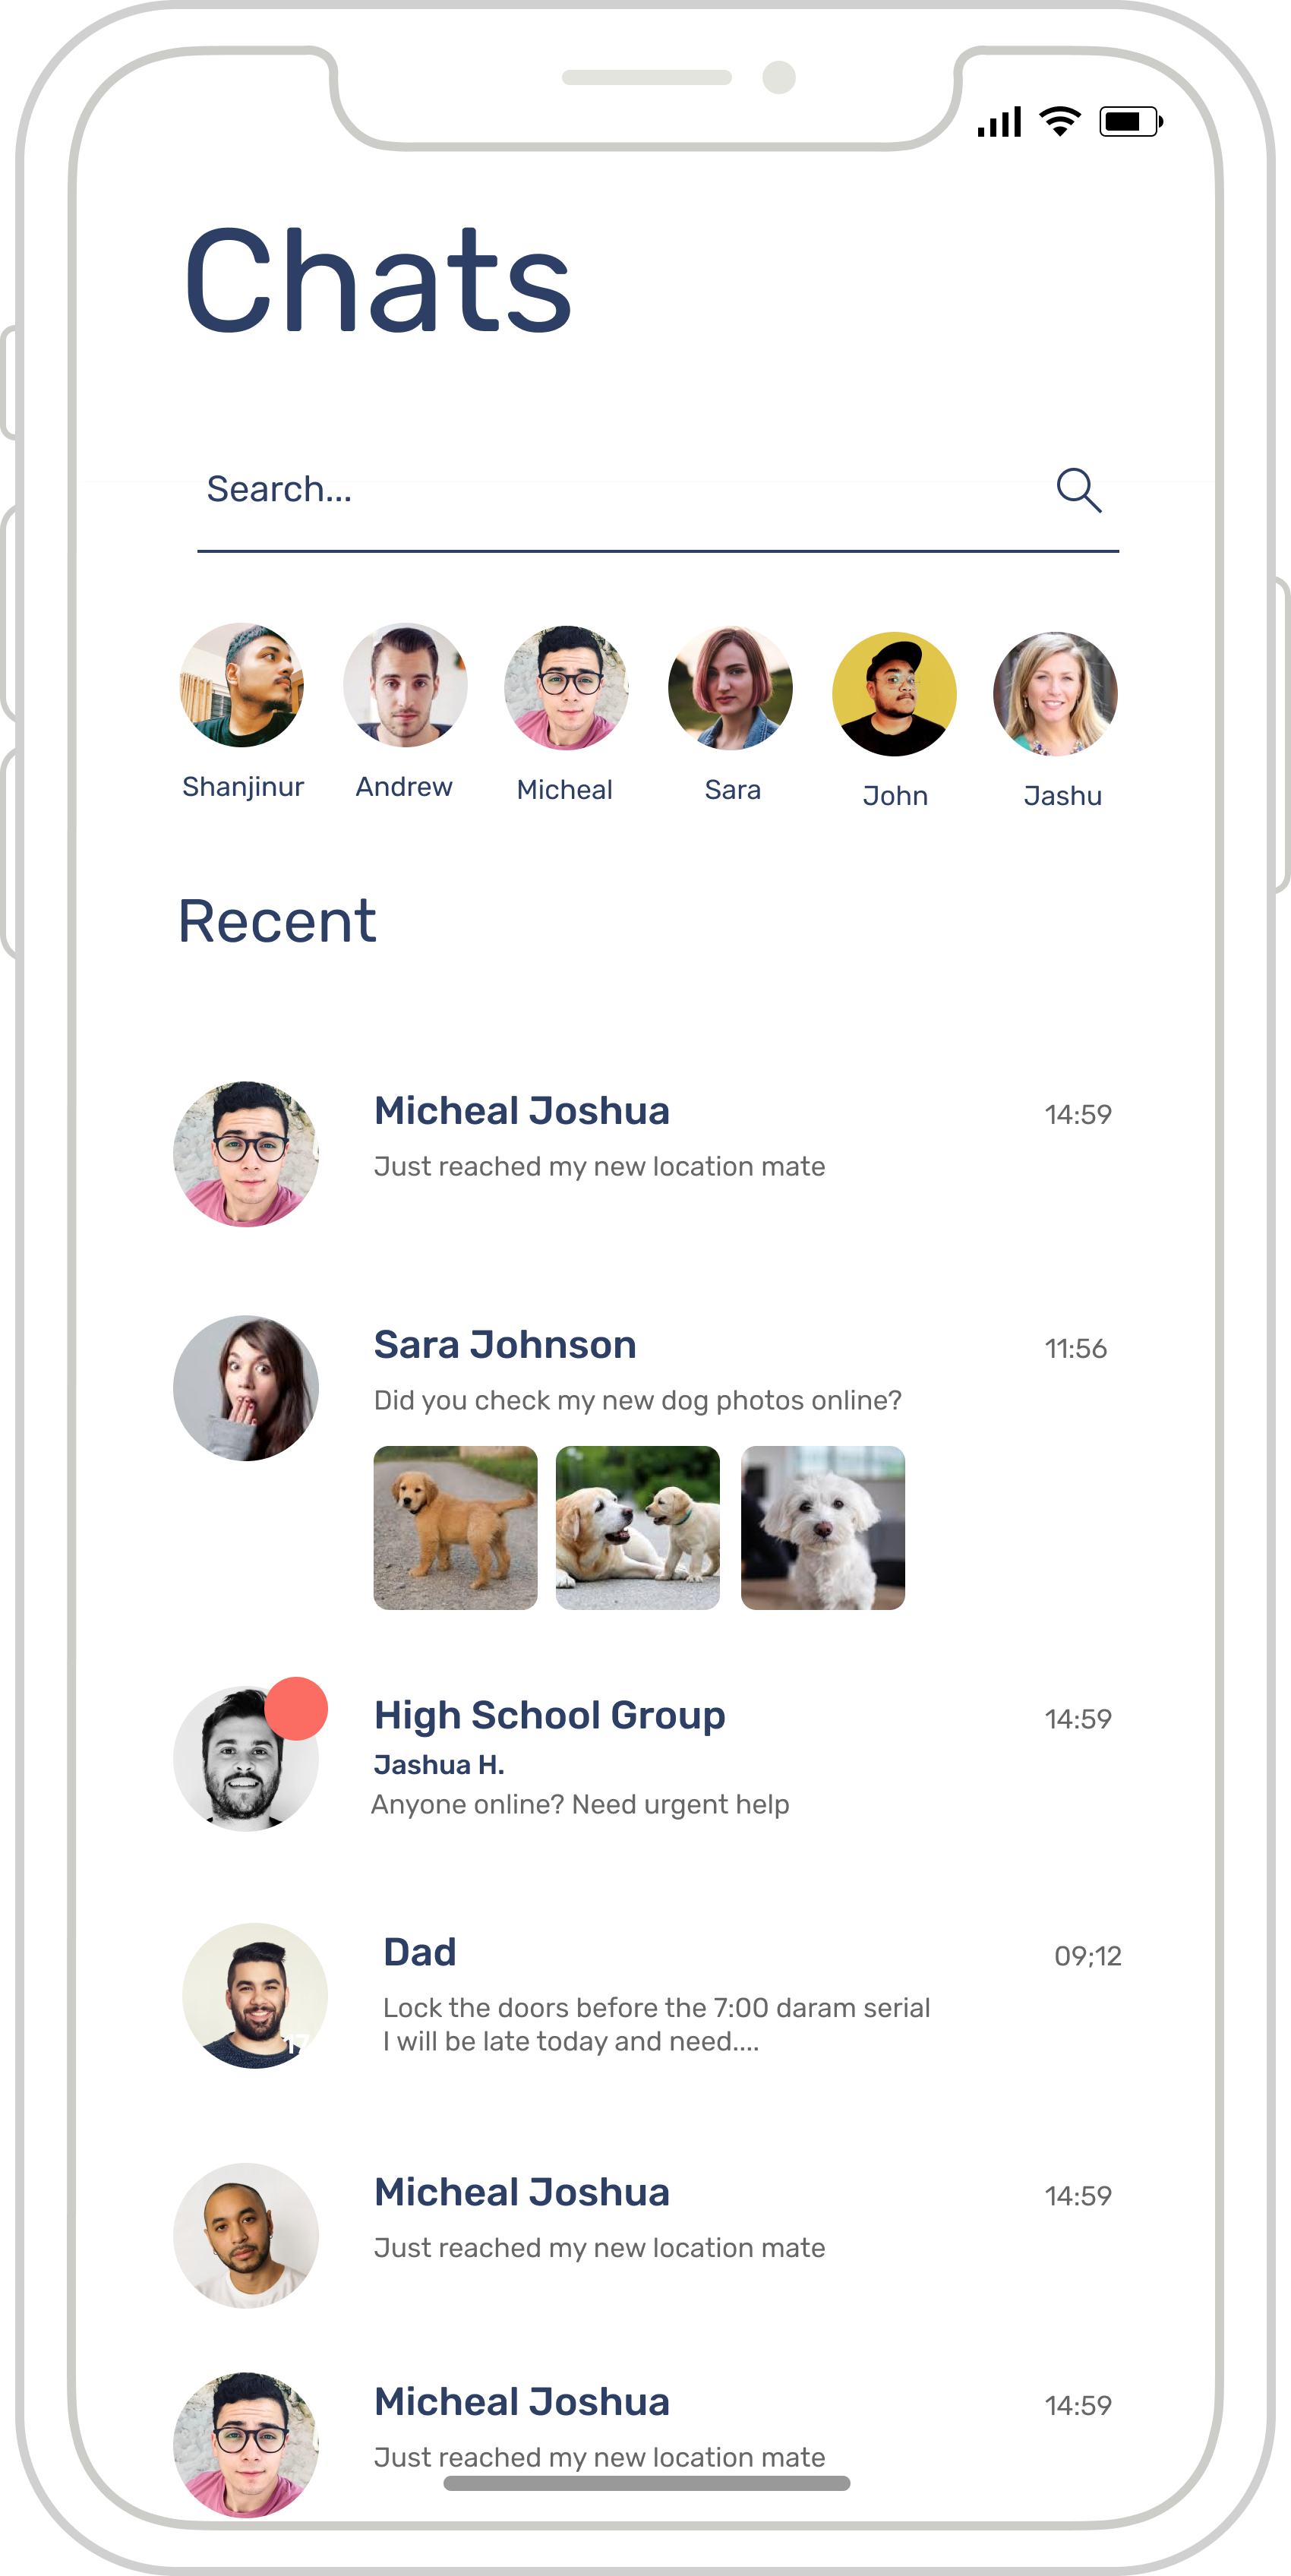 Chats
Search...
Shanjinur Andrew Micheal Sara John Jashu
Recent
Micheal Joshua 14:59
Just reached my new location mate
Sara Johnson 11:56
Did you check my new dog photos online?
High School Group 14:59
Jashua H.
Anyone online? Need urgent help
Dad 09;12
Lock the doors before the 7:00 daram serial
I will be late today and need....
17
Micheal Joshua 14:59
Just reached my new location mate
Micheal Joshua 14:59
Just reached my new location mate